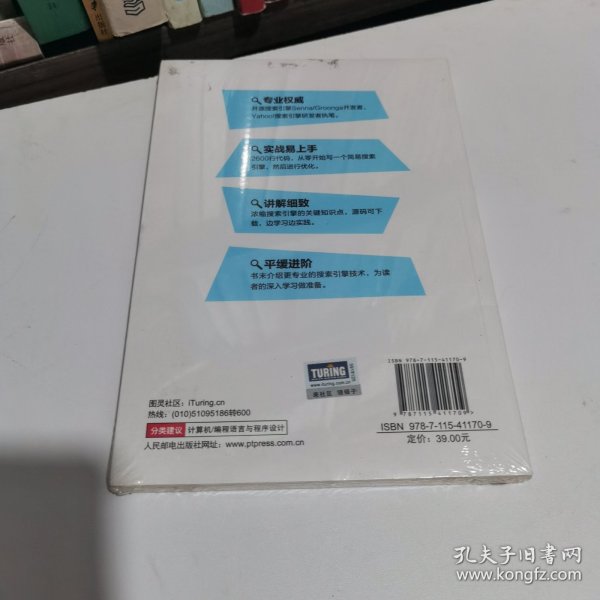 专业权威
开源搜索引擎Senna/Groonga开发者、
Yahoo!搜索引擎研发者执笔。
实战易上手
2600行代码，从零开始写一个简易搜索
引擎，然后进行优化。
讲解细致
浓缩搜索引擎的关键知识点，源码可下
载，边学习边实践。
平缓进阶
书末介绍更专业的搜索引擎技术，为读
者的深入学习做准备。
TURING
www.ituring.com.cn
图灵社区：iTuring.cn
热线：(010)51095186转600
分类建议 计算机/编程语言与程序设计
人民邮电出版社网址：www.ptpress.com.cn
ISBN 978-7-115-41170-9
9 787115 411709
ISBN 978-7-115-41170-9
定价：39.00元
孔夫子旧书网
www.kongfz.com